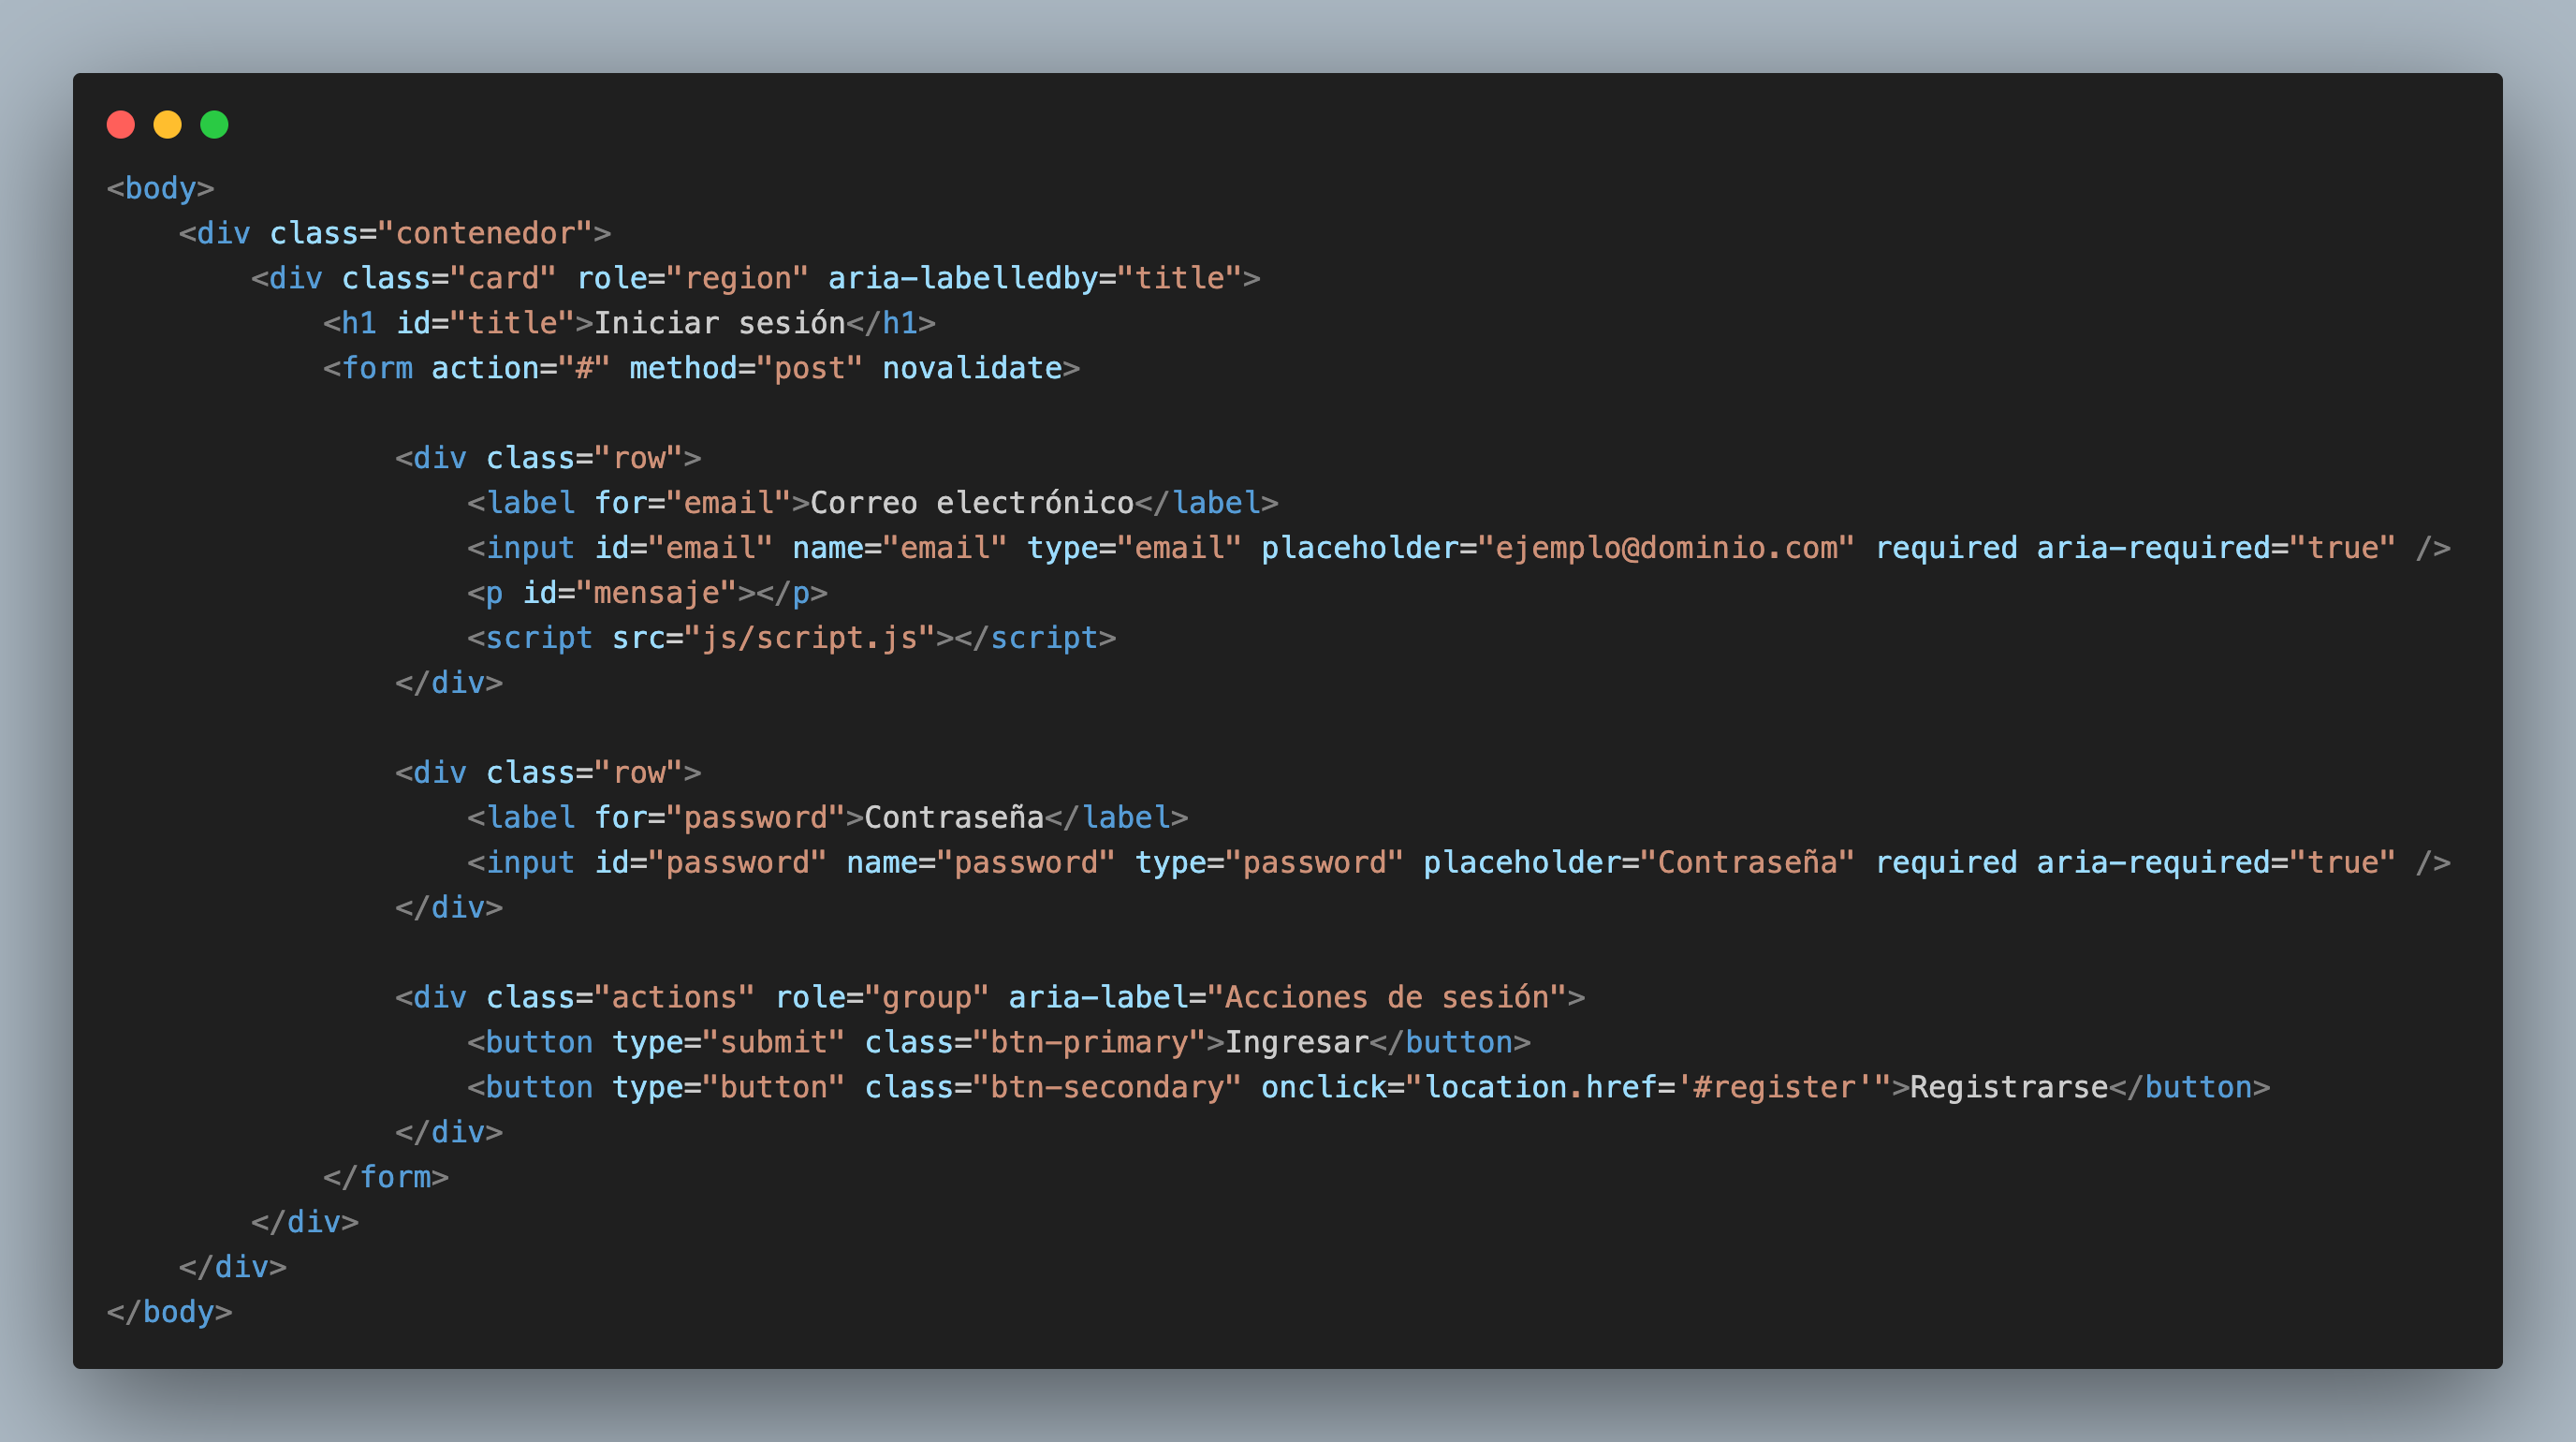 <body>
    <div class="contenedor">
        <div class="card" role="region" aria-labelledby="title">
            <h1 id="title">Iniciar sesión</h1>
            <form action="#" method="post" novalidate>

                <div class="row">
                    <label for="email">Correo electrónico</label>
                    <input id="email" name="email" type="email" placeholder="ejemplo@dominio.com" required aria-required="true" />
                    <p id="mensaje"></p>
                    <script src="js/script.js"></script>
                </div>

                <div class="row">
                    <label for="password">Contraseña</label>
                    <input id="password" name="password" type="password" placeholder="Contraseña" required aria-required="true" />
                </div>

                <div class="actions" role="group" aria-label="Acciones de sesión">
                    <button type="submit" class="btn-primary">Ingresar</button>
                    <button type="button" class="btn-secondary" onclick="location.href='#register'">Registrarse</button>
                </div>
            </form>
        </div>
    </div>
</body>